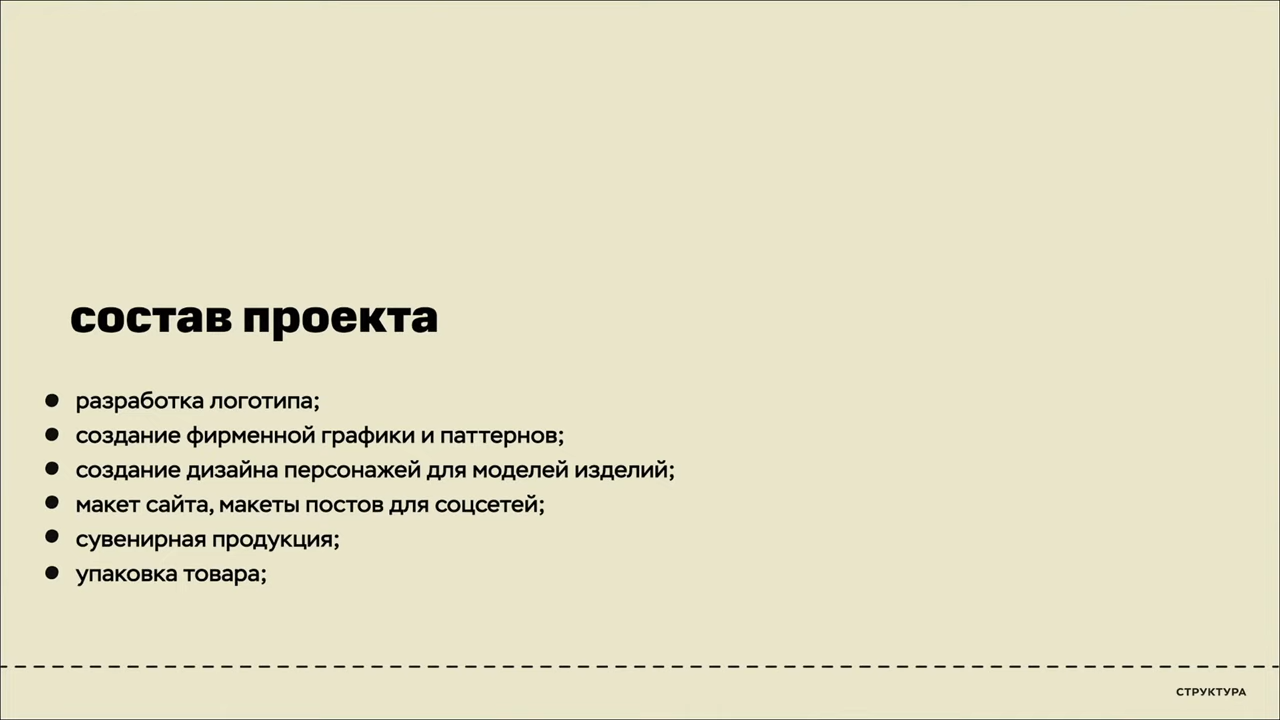 состав проекта
• разработка логотипа;
• создание фирменной графики и паттернов;
• создание дизайна персонажей для моделей изделий;
• макет сайта, макеты постов для соцсетей;
• сувенирная продукция;
• упаковка товара;
СТРУКТУРА